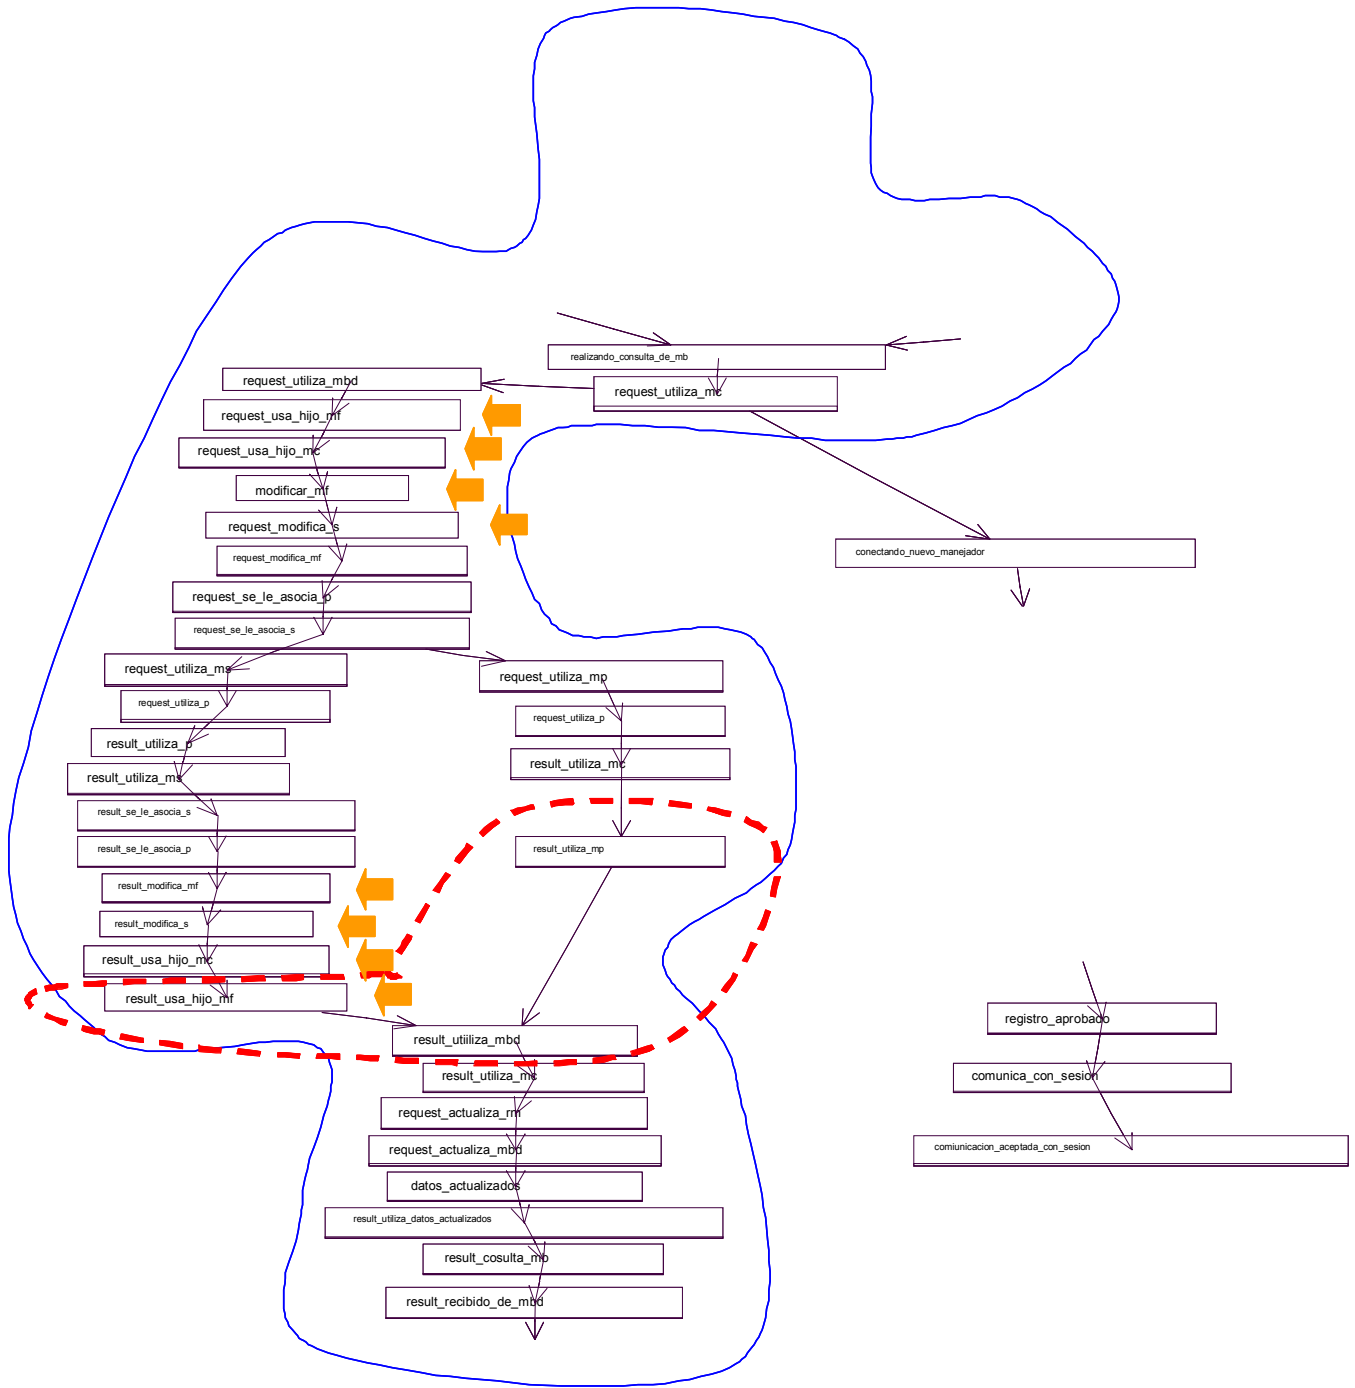 realizando_consulta_de_mb
request_utiliza_mbd
request_utiliza_mc
request_usa_hijo_mf
request_usa_hijo_mc
modificar_mf
request_modifica_s
request_modifica_mf
conectando_nuevo_manejador
request_se_le_asocia_p
request_se_le_asocia_s
request_utiliza_ms
request_utiliza_mp
request_utiliza_p
request_utiliza_p
result_utiliza_p
result_utiliza_mc
result_utiliza_ms
result_se_le_asocia_s
result_se_le_asocia_p
result_utiliza_mp
result_modifica_mf
result_modifica_s
result_usa_hijo_mc
result_usa_hijo_mf
registro_aprobado
result_utiiliza_mbd
result_utiliza_mc
comunica_con_sesion
request_actualiza_rn
request_actualiza_mbd
comiunicacion_aceptada_con_sesion
datos_actualizados
result_utiliza_datos_actualizados
result_cosulta_mb
result_recibido_de_mbd